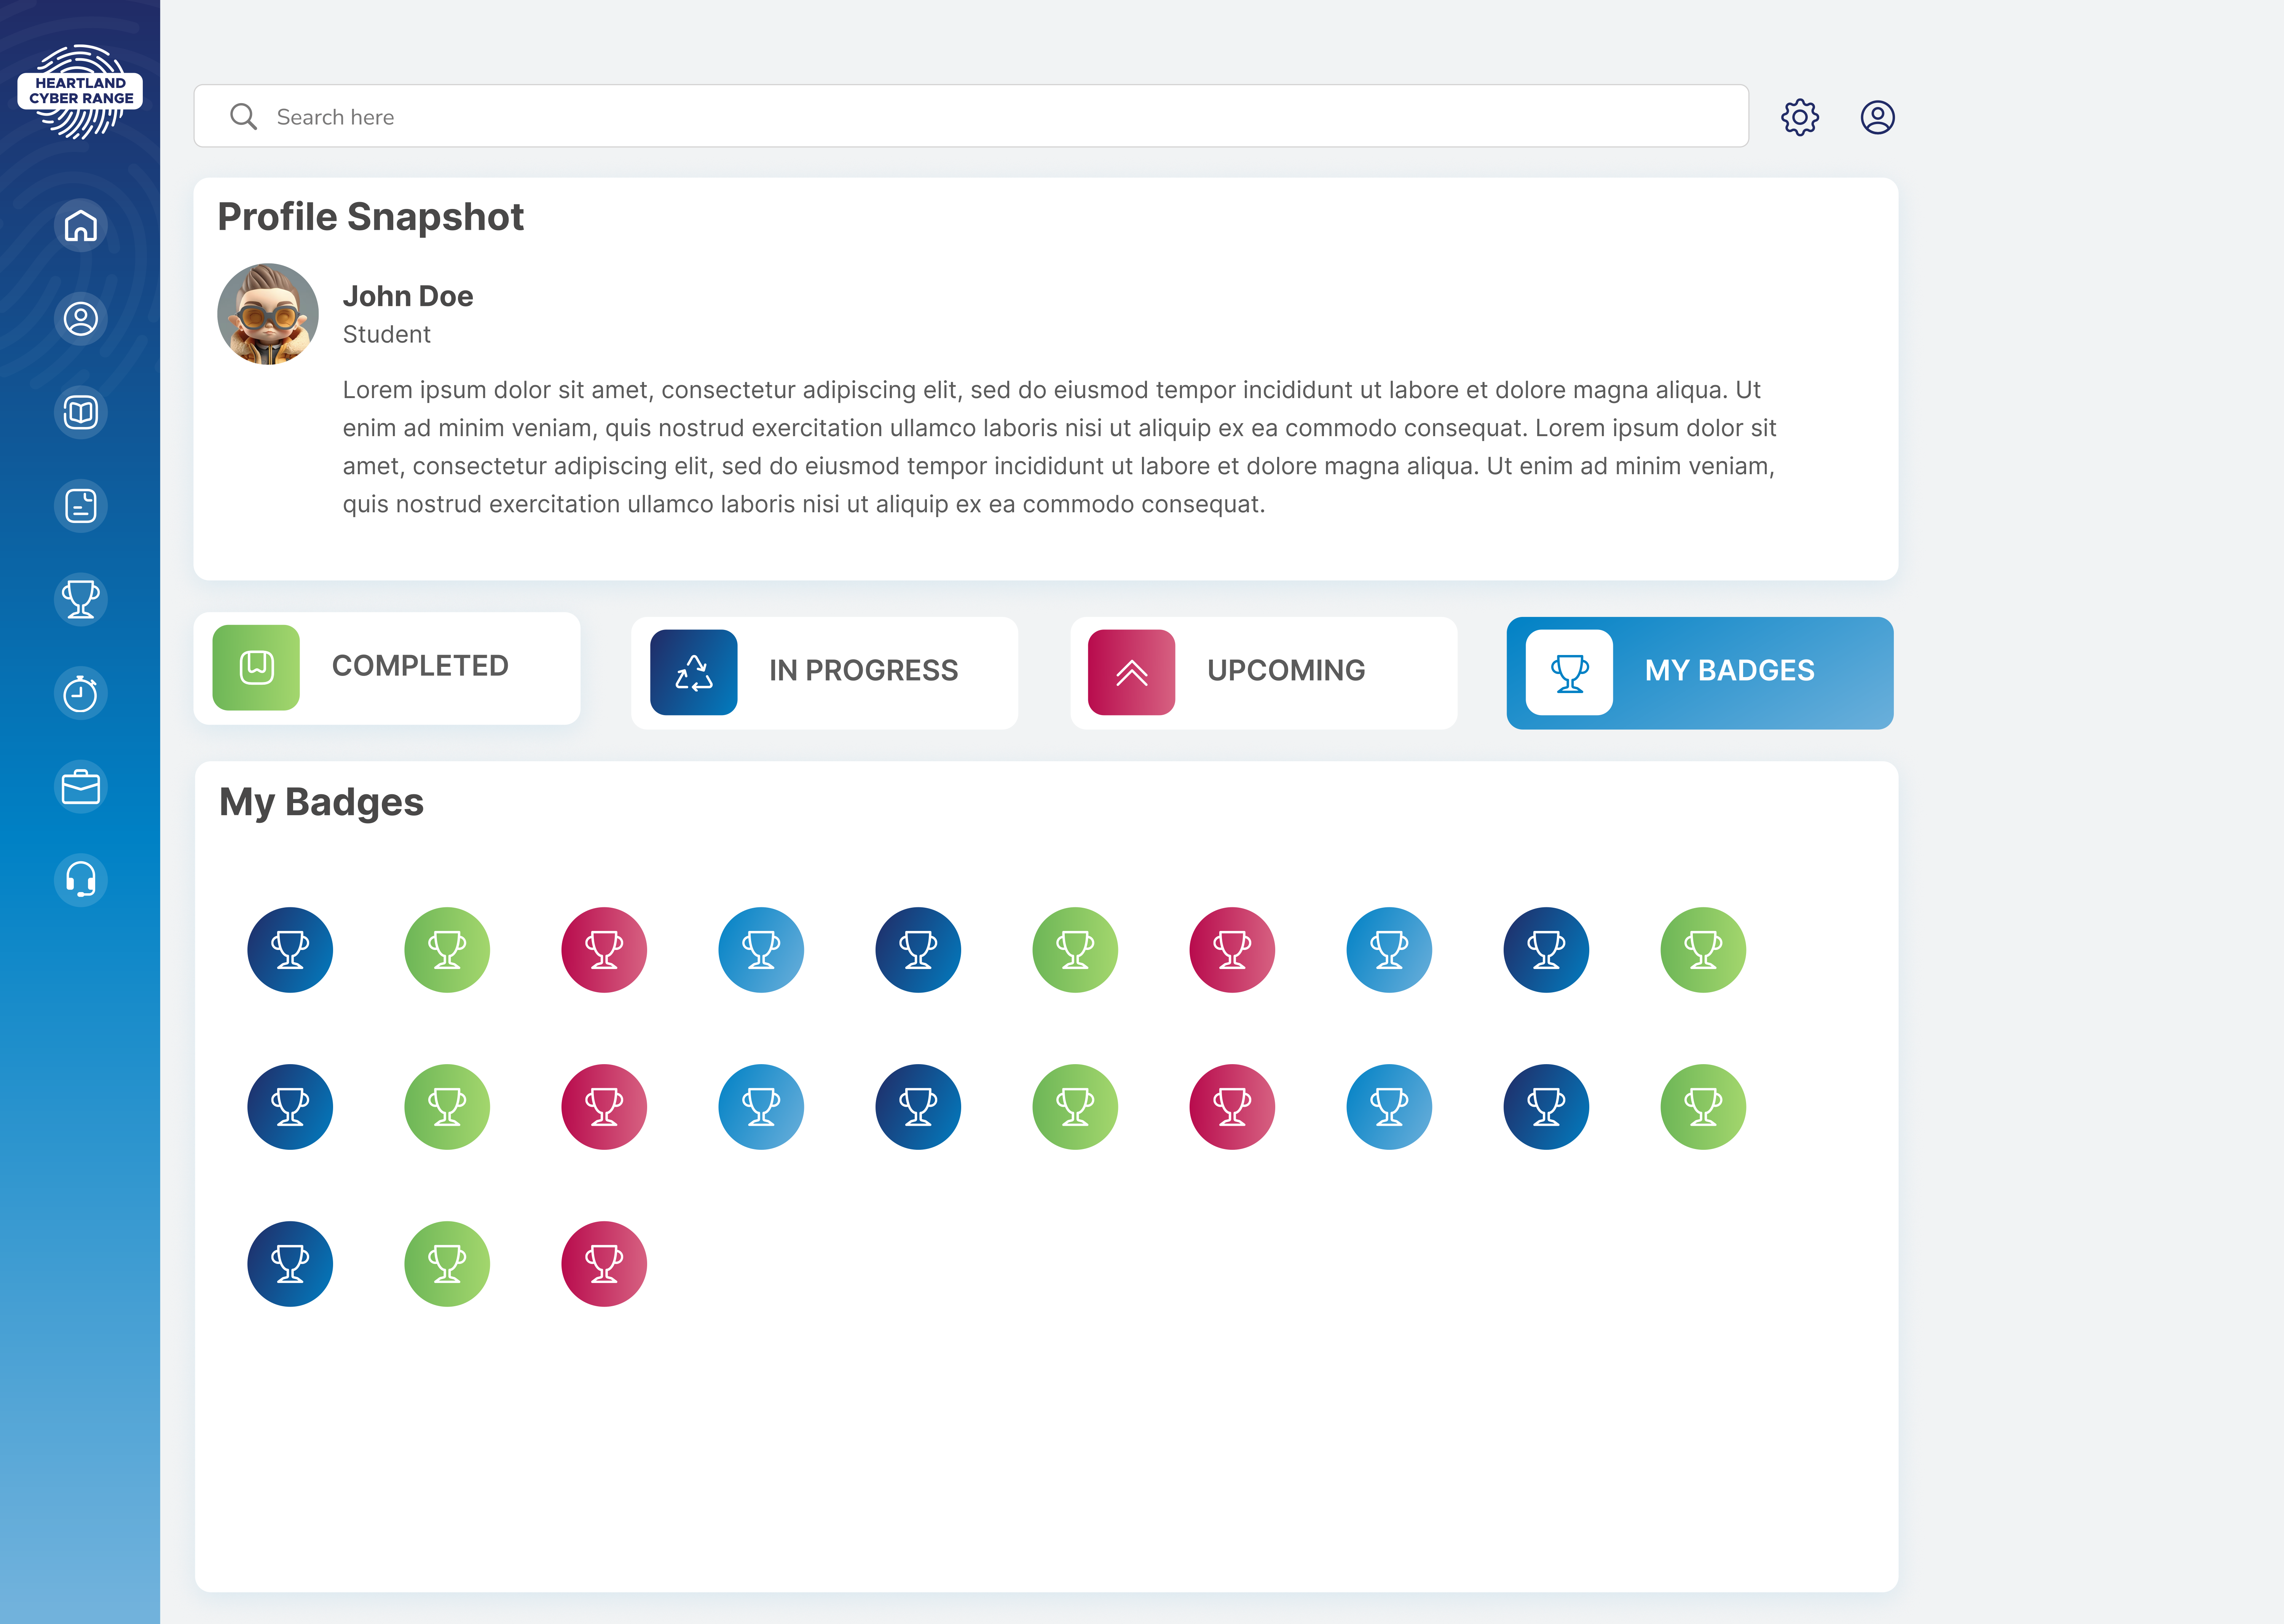 HEARTLAND
CYBER RANGE
Search here
Profile Snapshot
John Doe
Student
Lorem ipsum dolor sit amet, consectetur adipiscing elit, sed do eiusmod tempor incididunt ut labore et dolore magna aliqua. Ut
enim ad minim veniam, quis nostrud exercitation ullamco laboris nisi ut aliquip ex ea commodo consequat. Lorem ipsum dolor sit
amet, consectetur adipiscing elit, sed do eiusmod tempor incididunt ut labore et dolore magna aliqua. Ut enim ad minim veniam,
quis nostrud exercitation ullamco laboris nisi ut aliquip ex ea commodo consequat.
COMPLETED
IN PROGRESS
UPCOMING
MY BADGES
My Badges